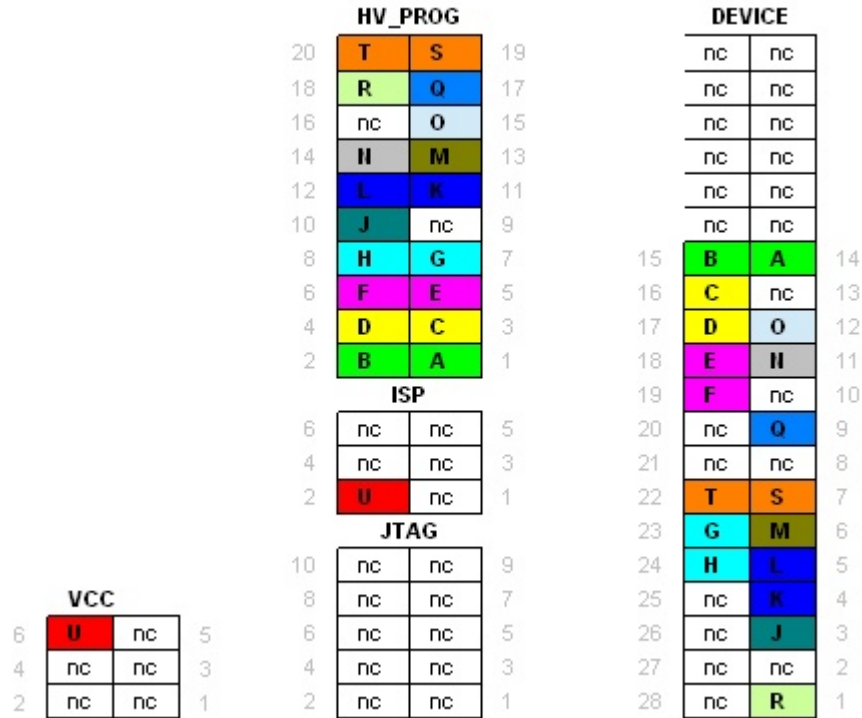 HV_PROG DEVICE
20 T S 19 nc nc
18 R Q 17 nc nc
16 nc O 15 nc nc
14 N M 13 nc nc
12 L K 11 nc nc
10 J nc 9 nc nc
8 H G 7 15 B A 14
6 F E 5 16 C nc 13
4 D C 3 17 D O 12
2 B A 1 18 E N 11
ISP 19 F nc 10
6 nc nc 5 20 nc Q 9
4 nc nc 3 21 nc nc 8
2 U nc 1 22 T S 7
JTAG 23 G M 6
10 nc nc 9 24 H L 5
VCC 8 nc nc 7 25 nc K 4
6 U nc 5 6 nc nc 5 26 nc J 3
4 nc nc 3 4 nc nc 3 27 nc nc 2
2 nc nc 1 2 nc nc 1 28 nc R 1